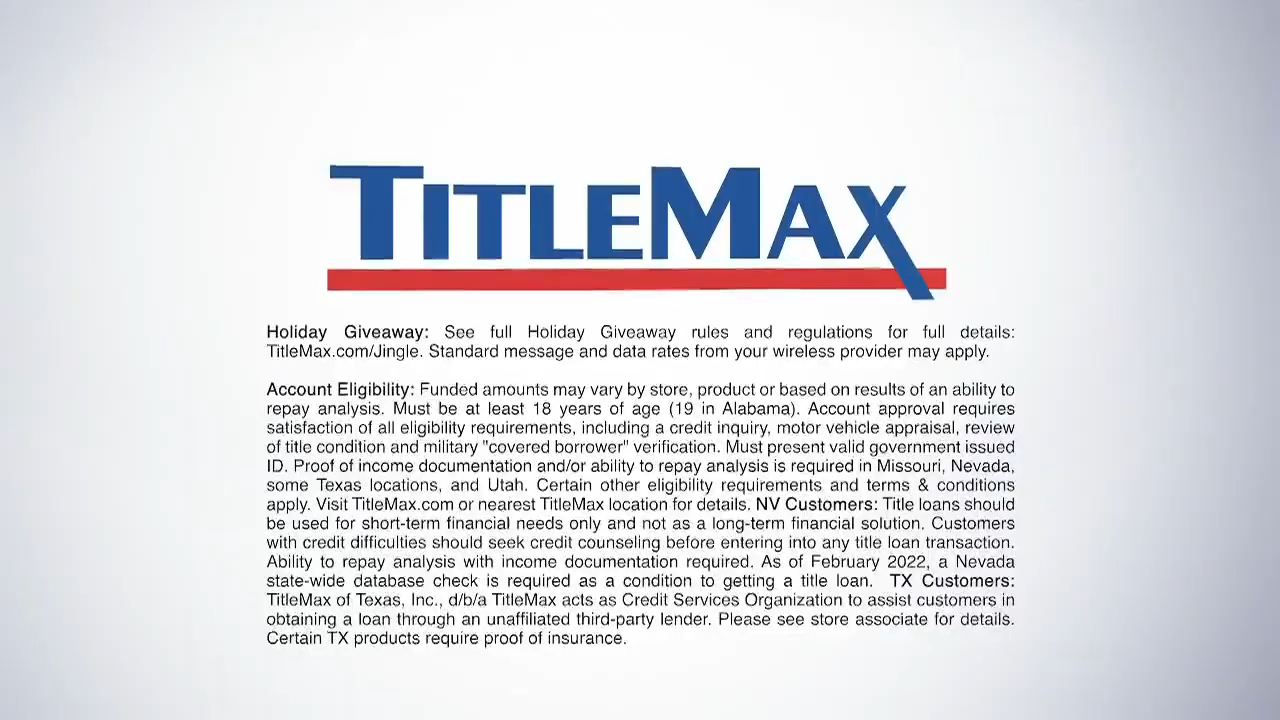 TITLEMAX
Holiday Giveaway: See full Holiday Giveaway rules and regulations for full details:
TitleMax.com/Jingle. Standard message and data rates from your wireless provider may apply.
Account Eligibility: Funded amounts may vary by store, product or based on results of an ability to
repay analysis. Must be at least 18 years of age (19 in Alabama). Account approval requires
satisfaction of all eligibility requirements, including a credit inquiry, motor vehicle appraisal, review
of title condition and military "covered borrower" verification. Must present valid government issued
ID. Proof of income documentation and/or ability to repay analysis is required in Missouri, Nevada,
some Texas locations, and Utah. Certain other eligibility requirements and terms & conditions
apply. Visit TitleMax.com or nearest TitleMax location for details. NV Customers: Title loans should
be used for short-term financial needs only and not as a long-term financial solution. Customers
with credit difficulties should seek credit counseling before entering into any title loan transaction.
Ability to repay analysis with income documentation required. As of February 2022, a Nevada
state-wide database check is required as a condition to getting a title loan. TX Customers:
TitleMax of Texas, Inc., d/b/a TitleMax acts as Credit Services Organization to assist customers in
obtaining a loan through an unaffiliated third-party lender. Please see store associate for details.
Certain TX products require proof of insurance.